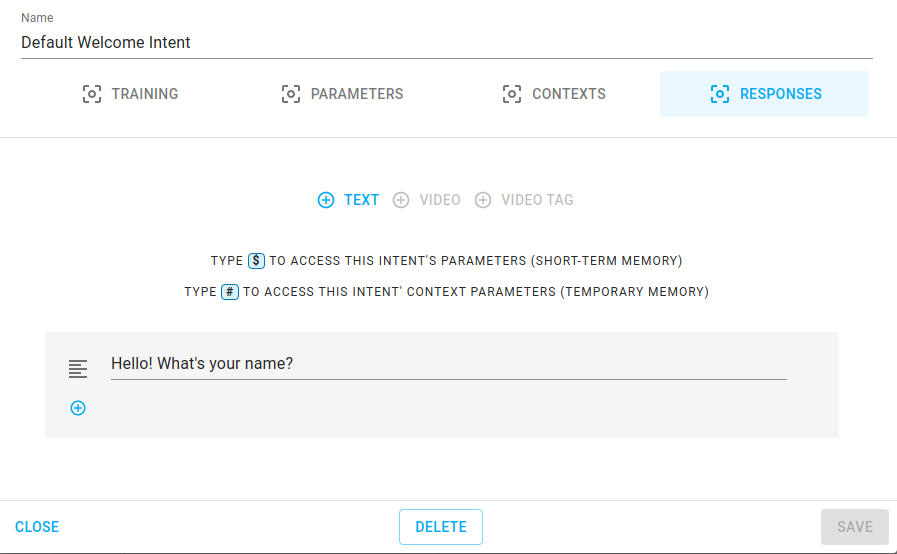 Name
Default Welcome Intent
TRAINING PARAMETERS CONTEXTS RESPONSES
TEXT VIDEO VIDEO TAG
TYPE $ TO ACCESS THIS INTENT'S PARAMETERS (SHORT-TERM MEMORY)
TYPE # TO ACCESS THIS INTENT' CONTEXT PARAMETERS (TEMPORARY MEMORY)
Hello! What's your name?
CLOSE DELETE SAVE